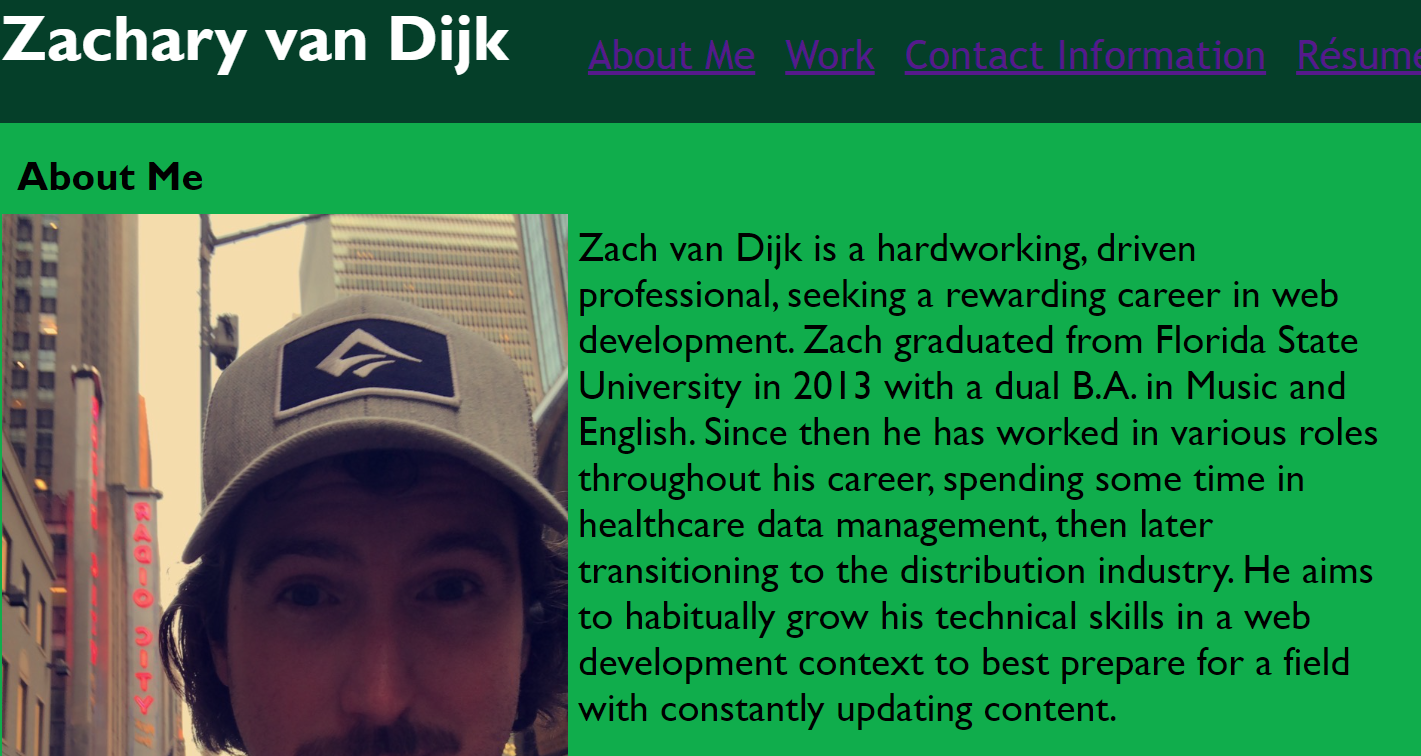 Zachary van Dijk
About Me Work Contact Information Résumé
About Me
Zach van Dijk is a hardworking, driven
professional, seeking a rewarding career in web
development. Zach graduated from Florida State
University in 2013 with a dual B.A. in Music and
English. Since then he has worked in various roles
throughout his career, spending some time in
healthcare data management, then later
transitioning to the distribution industry. He aims
to habitually grow his technical skills in a web
development context to best prepare for a field
with constantly updating content.
RADIO CITY